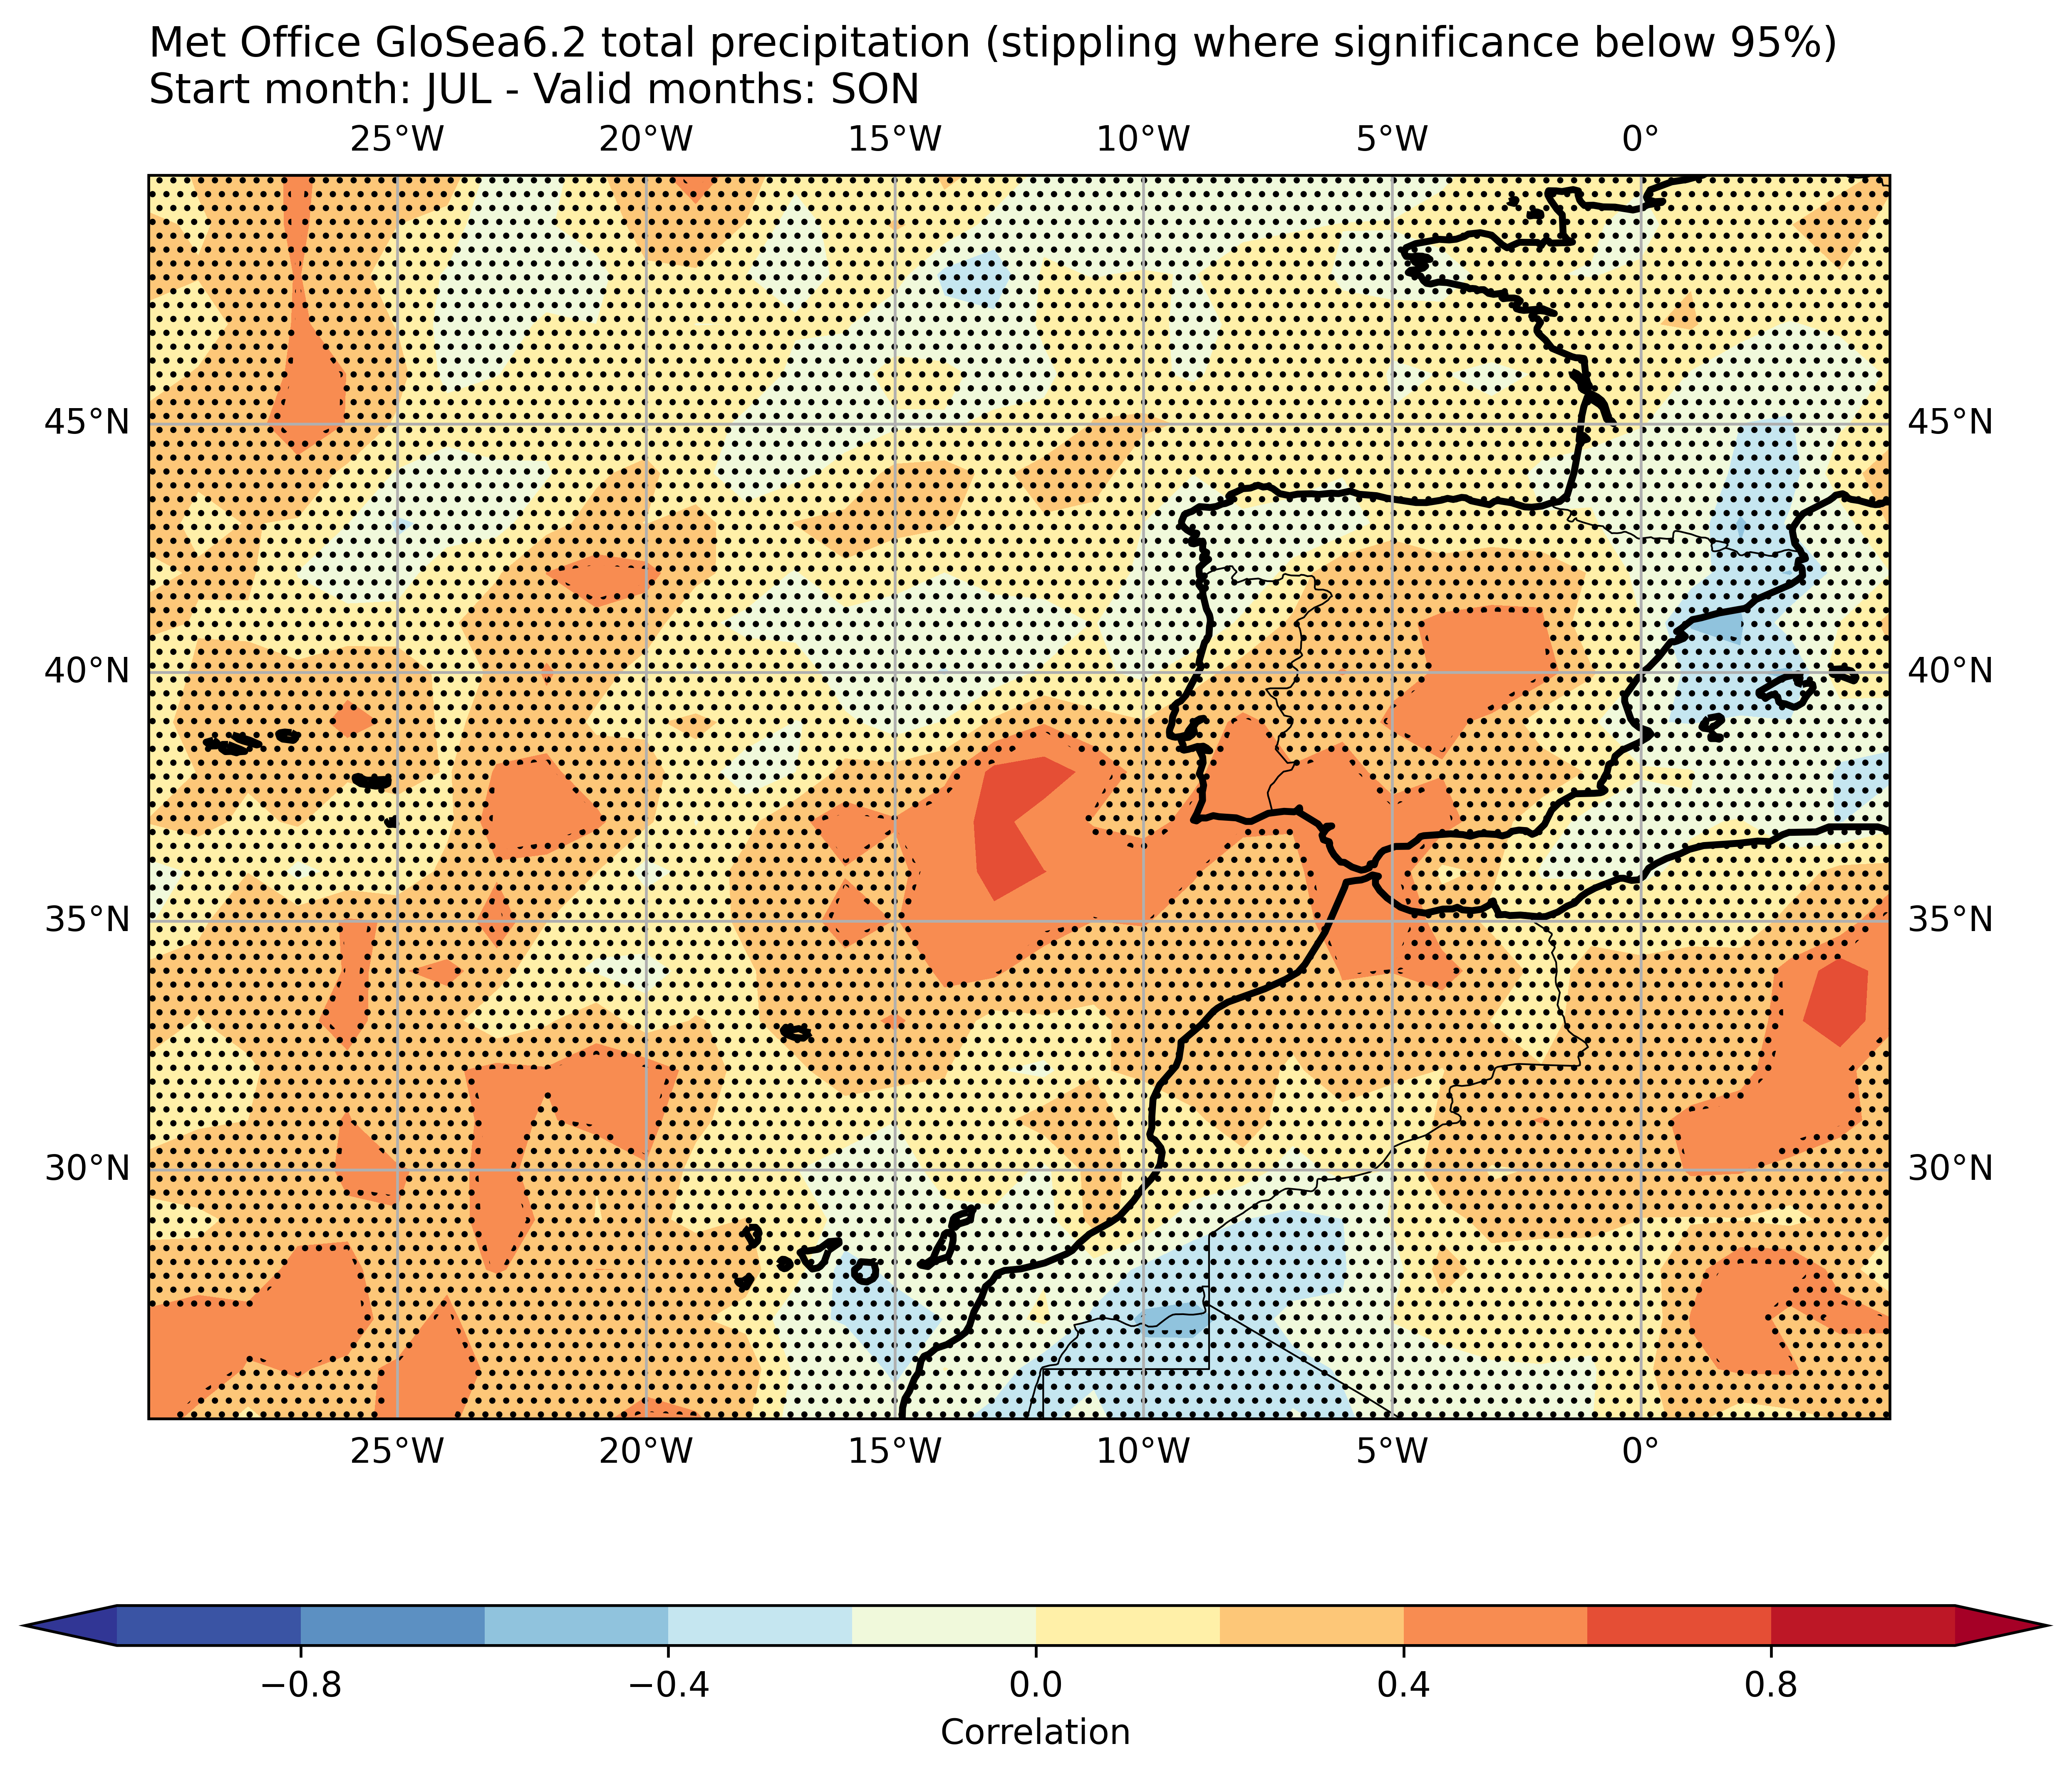 Met Office GloSea6.2 total precipitation (stippling where significance below 95%)
Start month: JUL - Valid months: SON
25°W 20°W 15°W 10°W 5°W 0°
45°N 45°N
40°N 40°N
35°N 35°N
30°N 30°N
25°W 20°W 15°W 10°W 5°W 0°
−0.8 −0.4 0.0 0.4 0.8
Correlation